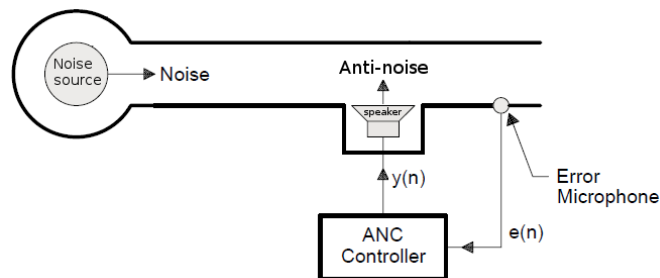 Noise
source
Noise
Anti-noise
speaker
y(n)
Error
Microphone
ANC
Controller
e(n)